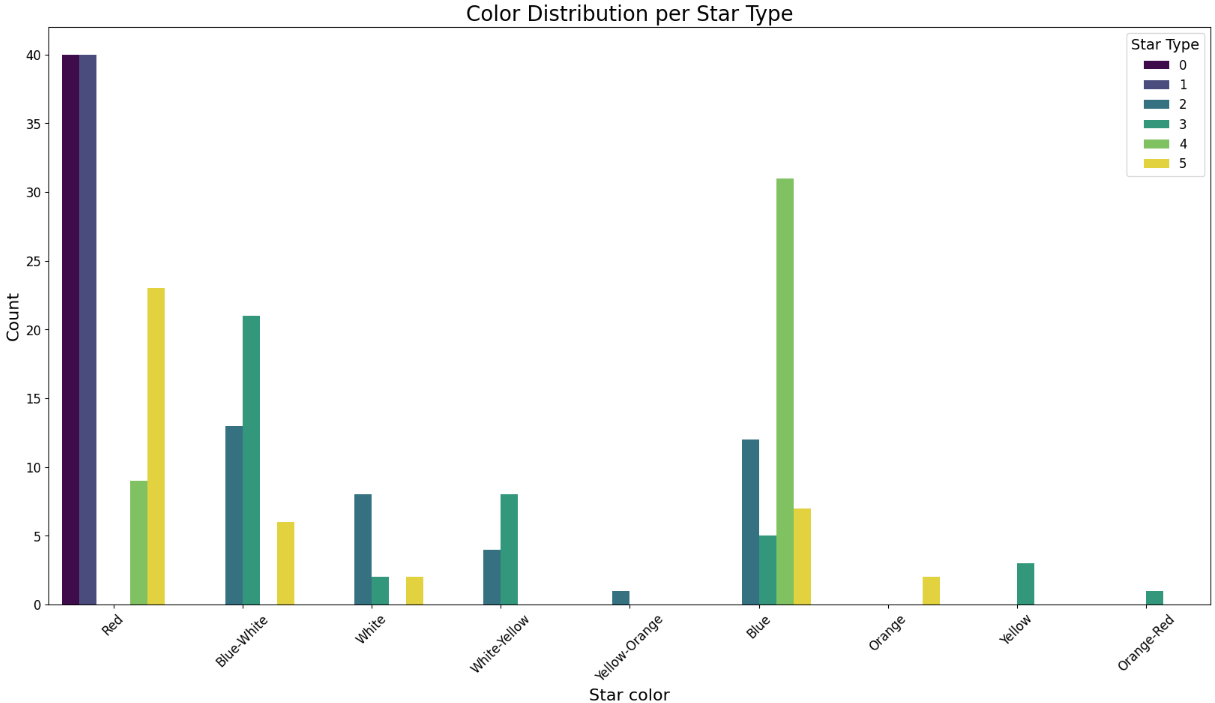 Color Distribution per Star Type
Star Type
0
1
2
3
4
5
Count
40
35
30
25
20
15
10
5
0
Red
Blue-White
White
White-Yellow
Yellow-Orange
Blue
Orange
Yellow
Orange-Red
Star color